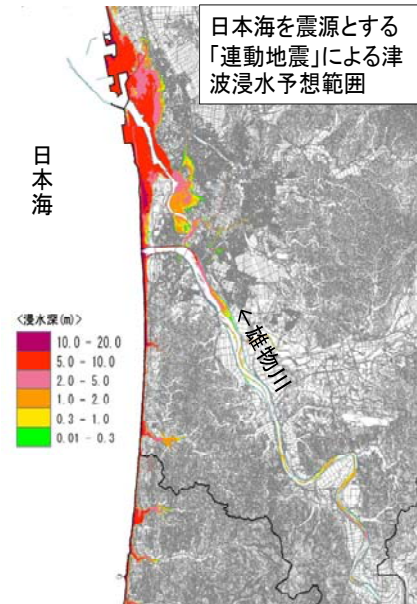 日本海を震源とする
「連動地震」による津
波浸水予想範囲
日本海
<浸水深(m)>
10.0 - 20.0
5.0 - 10.0
2.0 - 5.0
1.0 - 2.0
0.3 - 1.0
0.01 - 0.3
←雄物川